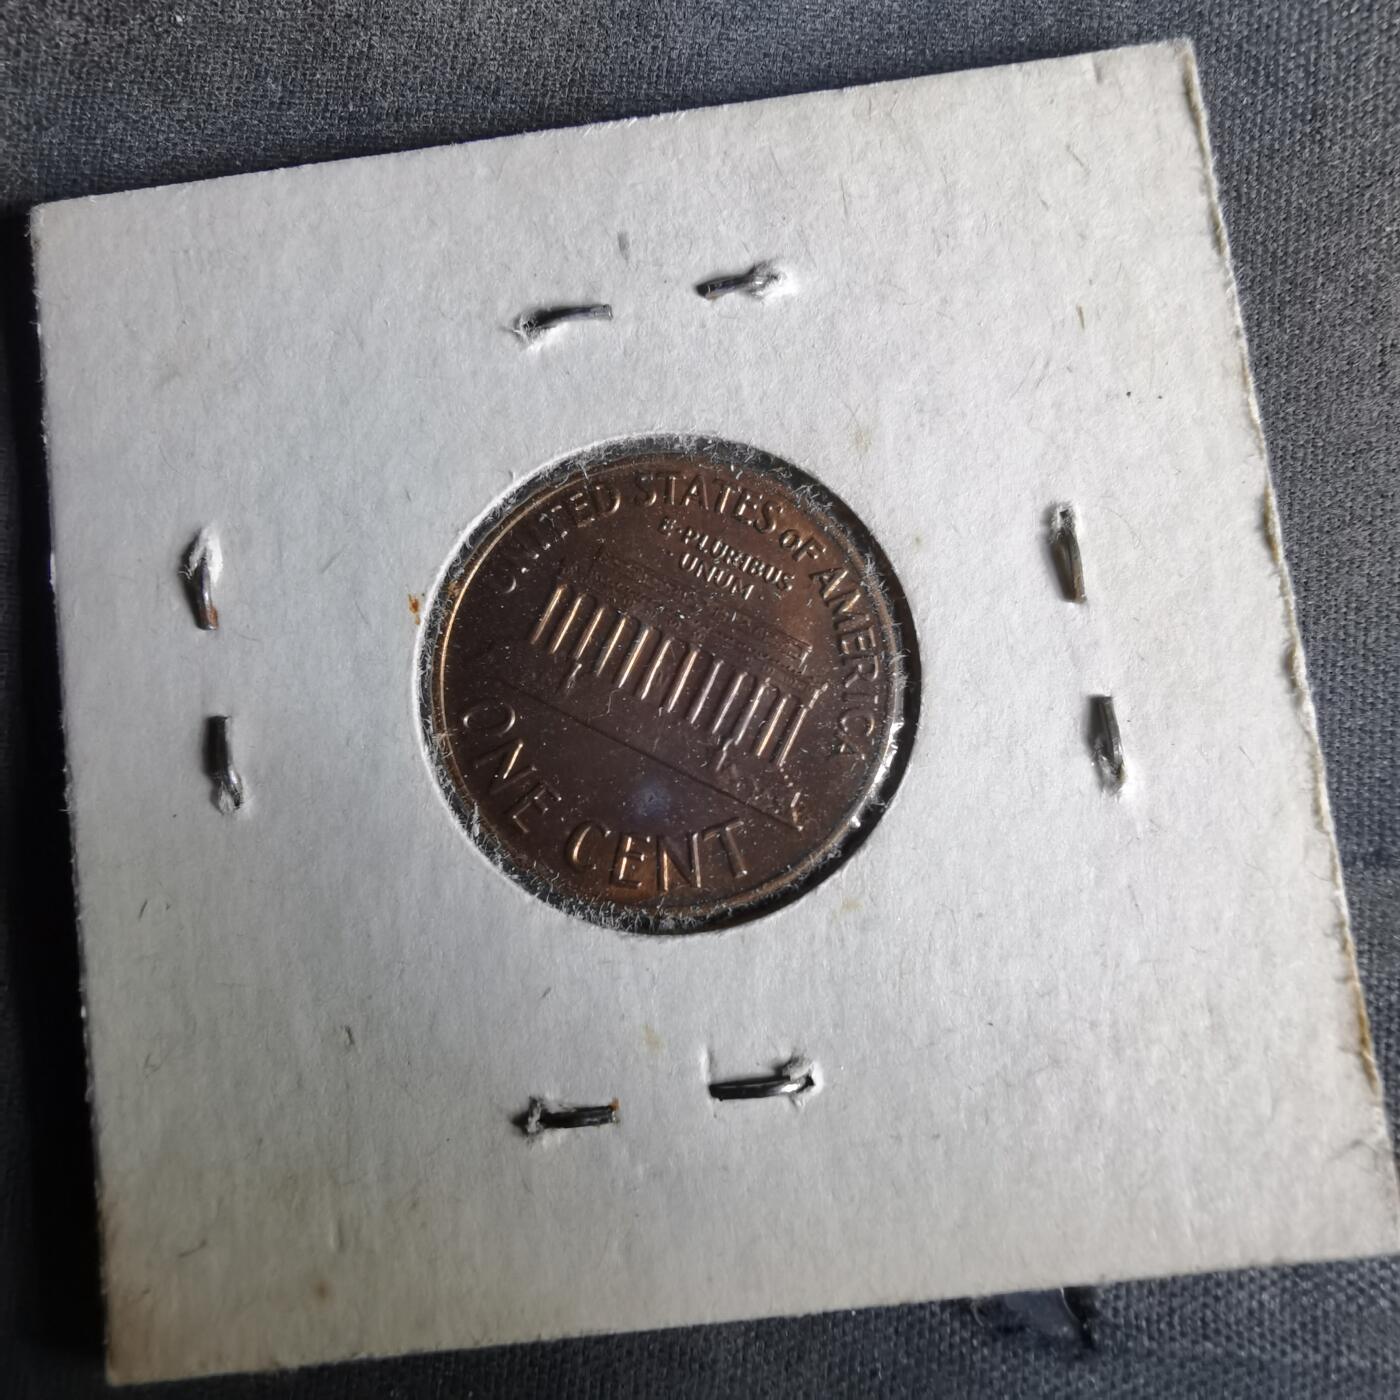 UNITED STATES OF AMERICA
E·PLURIBUS
UNUM
ONE CENT